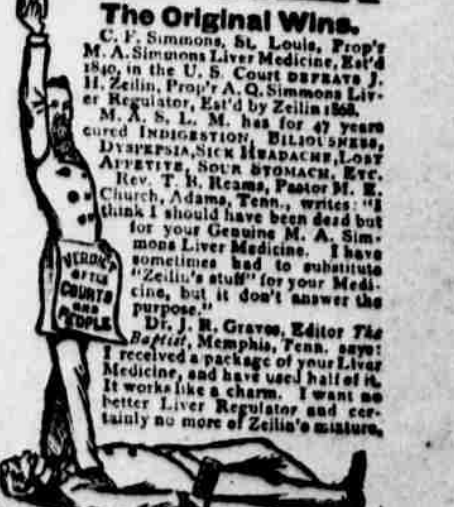 The Original Wins.
C. F. Simmons, St. Louis, Prop'r
M. A. Simmons Liver Medicine, Est'd
1840, in the U. S. Court DEFEATS J.
H. Zeilin, Prop'r A. Q. Simmons Liv-
er Regulator, Est'd by Zeilin 1868.
M. A. S. L. M. has for 47 years
cured INDIGESTION, BILIOUSNESS,
DYSPEPSIA, SICK HEADACHE, LOST
APPETITE, SOUR STOMACH, ETC.
Rev. T. B. Reams, Pastor M. E.
Church, Adams, Tenn., writes: "I
think I should have been dead but
for your Genuine M. A. Sim-
mons Liver Medicine. I have
sometimes had to substitute
"Zeilin's stuff" for your Medi-
cine, but it don't answer the
purpose."
Dr. J. R. Graves, Editor The
Baptist, Memphis, Tenn. says:
I received a package of your Liver
Medicine, and have used half of it.
It works like a charm. I want no
better Liver Regulator and cer-
tainly no more of Zeilin's mixture.
VERDICT
OF THE
COURTS
AND
PEOPLE